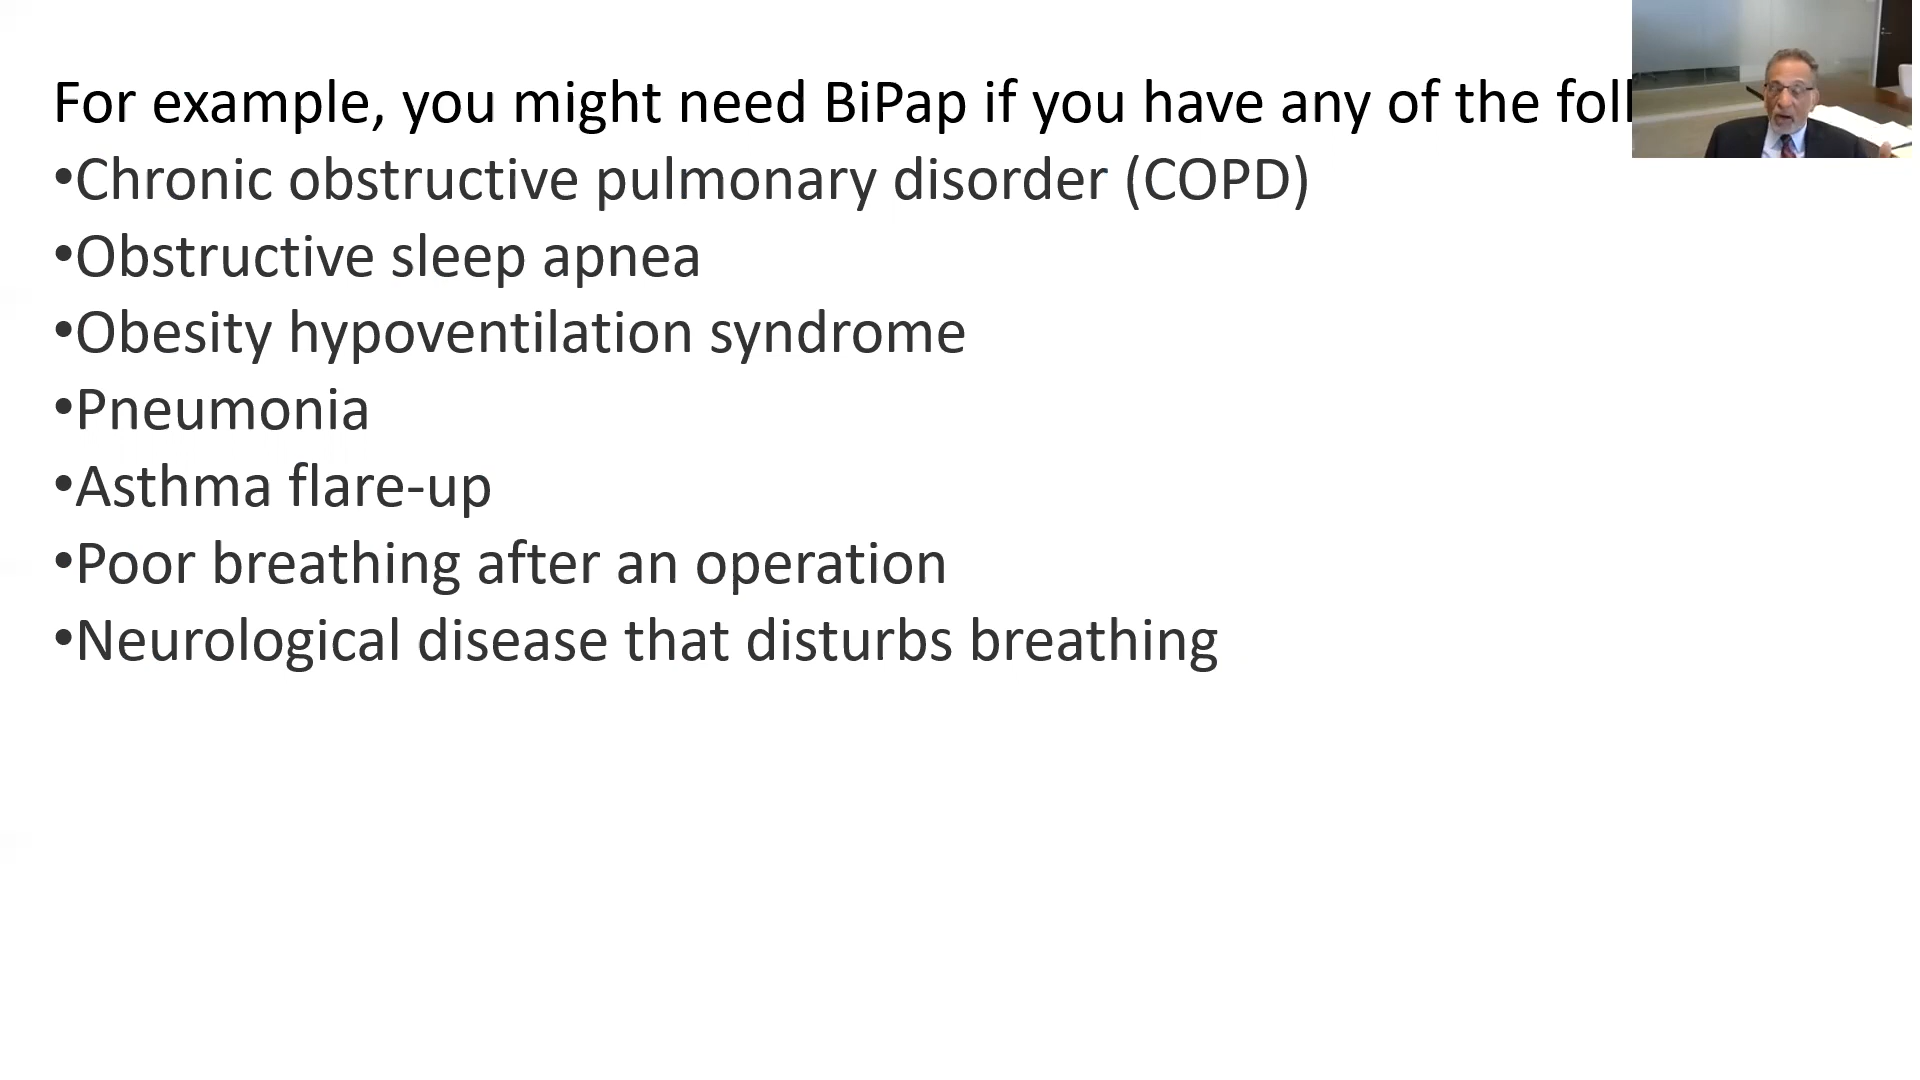 For example, you might need BiPap if you have any of the
•Chronic obstructive pulmonary disorder (COPD)
•Obstructive sleep apnea
•Obesity hypoventilation syndrome
•Pneumonia
•Asthma flare-up
•Poor breathing after an operation
•Neurological disease that disturbs breathing